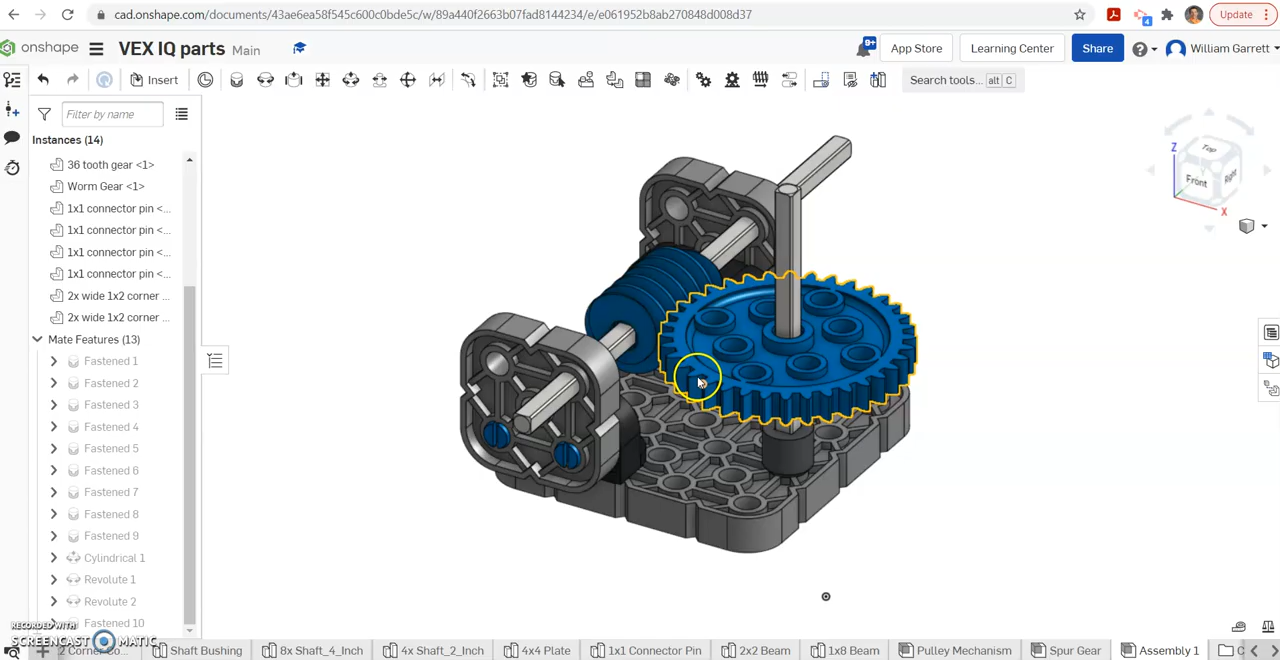 cad.onshape.com/documents/43ae6ea58f545c600c0bde5c/w/09a440f2663b07fad8144234/e/e061952b8ab270848d008d37
Update
onshape
VEX IQ parts Main
9+
App Store
Learning Center
Share
William Garrett
Insert
Search tools... alt C
Filter by name
Instances (14)
36 tooth gear <1>
Worm Gear <1>
1x1 connector pin <...
1x1 connector pin <...
1x1 connector pin <...
1x1 connector pin <...
2x wide 1x2 corner ...
2x wide 1x2 corner ...
Mate Features (13)
Fastened 1
Fastened 2
Fastened 3
Fastened 4
Fastened 5
Fastened 6
Fastened 7
Fastened 8
Fastened 9
Cylindrical 1
Revolute 1
Revolute 2
Fastened 10
Top
Front
Right
Z
X
RECORDED WITH
SCREENCAST MATIC
2 Corner Co...
Shaft Bushing
8x Shaft_4_Inch
4x Shaft_2_Inch
4x4 Plate
1x1 Connector Pin
2x2 Beam
1x8 Beam
Pulley Mechanism
Spur Gear
Assembly 1